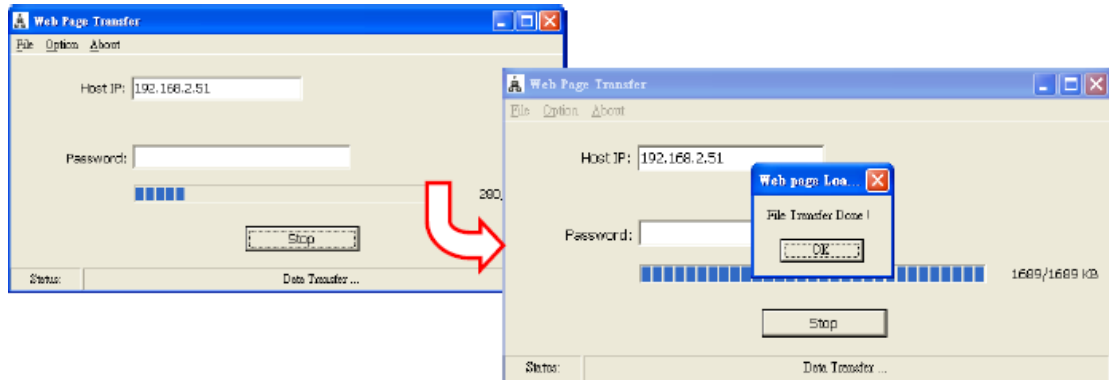 Web Page Transfer
File Option About
Host IP: 192.168.2.51
Password:
280,
Stop
Status: Data Transfer ...
Web Page Transfer
File Option About
Host IP: 192.168.2.51
Password:
1689/1689 KB
Stop
Status: Data Transfer ...
Web page Loa...
File Transfer Done !
OK